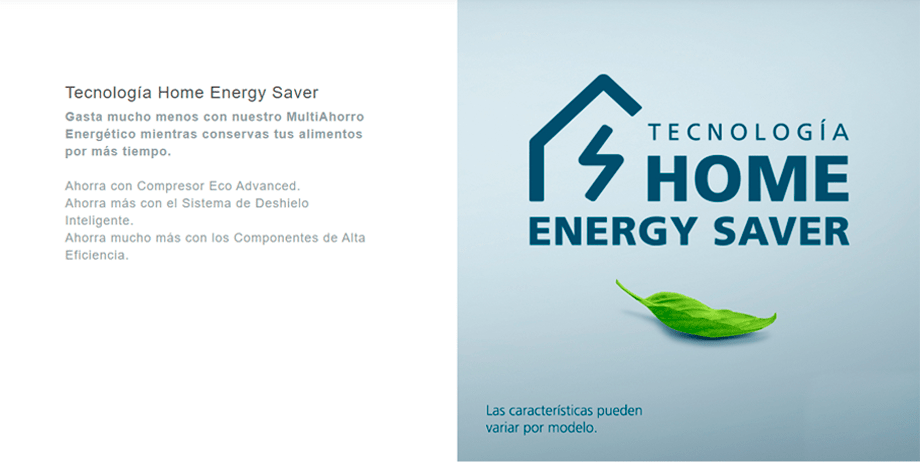 Tecnología Home Energy Saver
Gasta mucho menos con nuestro MultiAhorro
Energético mientras conservas tus alimentos
por más tiempo.
Ahorra con Compresor Eco Advanced.
Ahorra más con el Sistema de Deshielo
Inteligente.
Ahorra mucho más con los Componentes de Alta
Eficiencia.
TECNOLOGÍA
HOME
ENERGY SAVER
Las características pueden
variar por modelo.